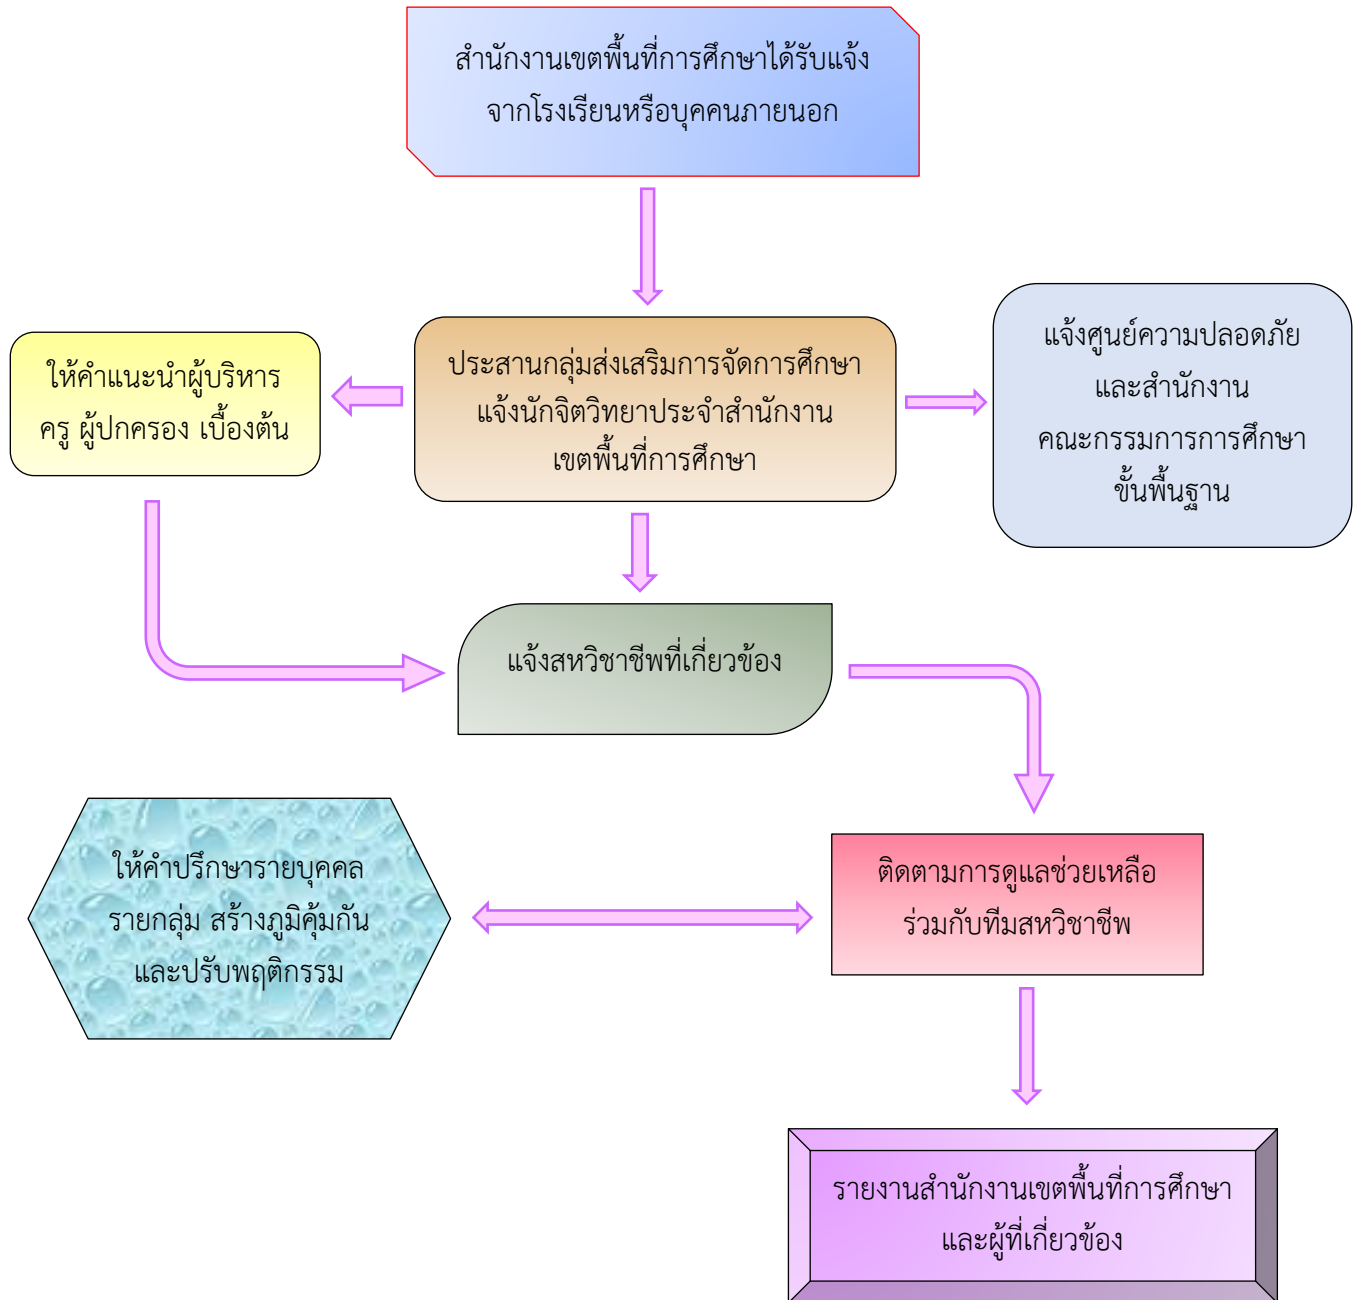 สำนักงานเขตพื้นที่การศึกษาได้รับแจ้ง
จากโรงเรียนหรือบุคคนภายนอก
ให้คำแนะนำผู้บริหาร
ครู ผู้ปกครอง เบื้องต้น
ประสานกลุ่มส่งเสริมการจัดการศึกษา
แจ้งนักจิตวิทยาประจำสำนักงาน
เขตพื้นที่การศึกษา
แจ้งศูนย์ความปลอดภัย
และสำนักงาน
คณะกรรมการการศึกษา
ขั้นพื้นฐาน
แจ้งสหวิชาชีพที่เกี่ยวข้อง
ให้คำปรึกษารายบุคคล
รายกลุ่ม สร้างภูมิคุ้มกัน
และปรับพฤติกรรม
ติดตามการดูแลช่วยเหลือ
ร่วมกับทีมสหวิชาชีพ
รายงานสำนักงานเขตพื้นที่การศึกษา
และผู้ที่เกี่ยวข้อง